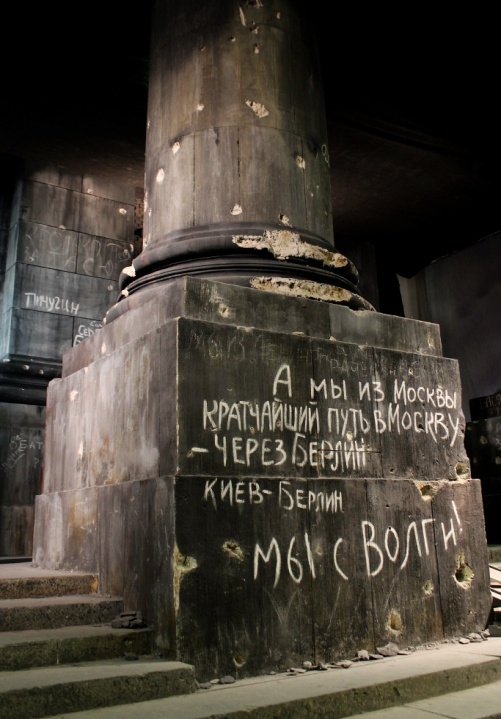 Пичугин
А мы из Москвы
кратчайший путь в Москву
– через Берлин
Киев-Берлин
мы с Волги!